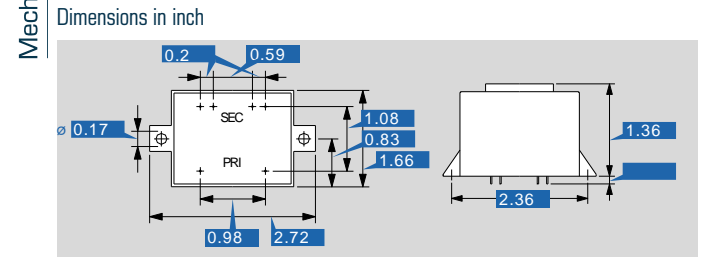 Mech
Dimensions in inch
0.2
0.59
SEC
ø 0.17
1.08
0.83
1.66
PRI
0.98
2.72
1.36
2.36